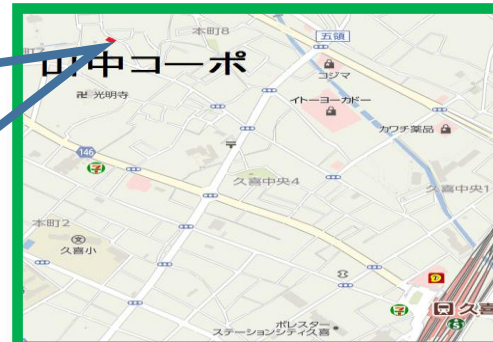 本町8
五領
山中コーポ
コジマ
光明寺
イトーヨーカドー
カワチ薬品
146
久喜中央4
久喜中央1
本町2
久喜小
久喜
ポレスター
ステーションシティ久喜